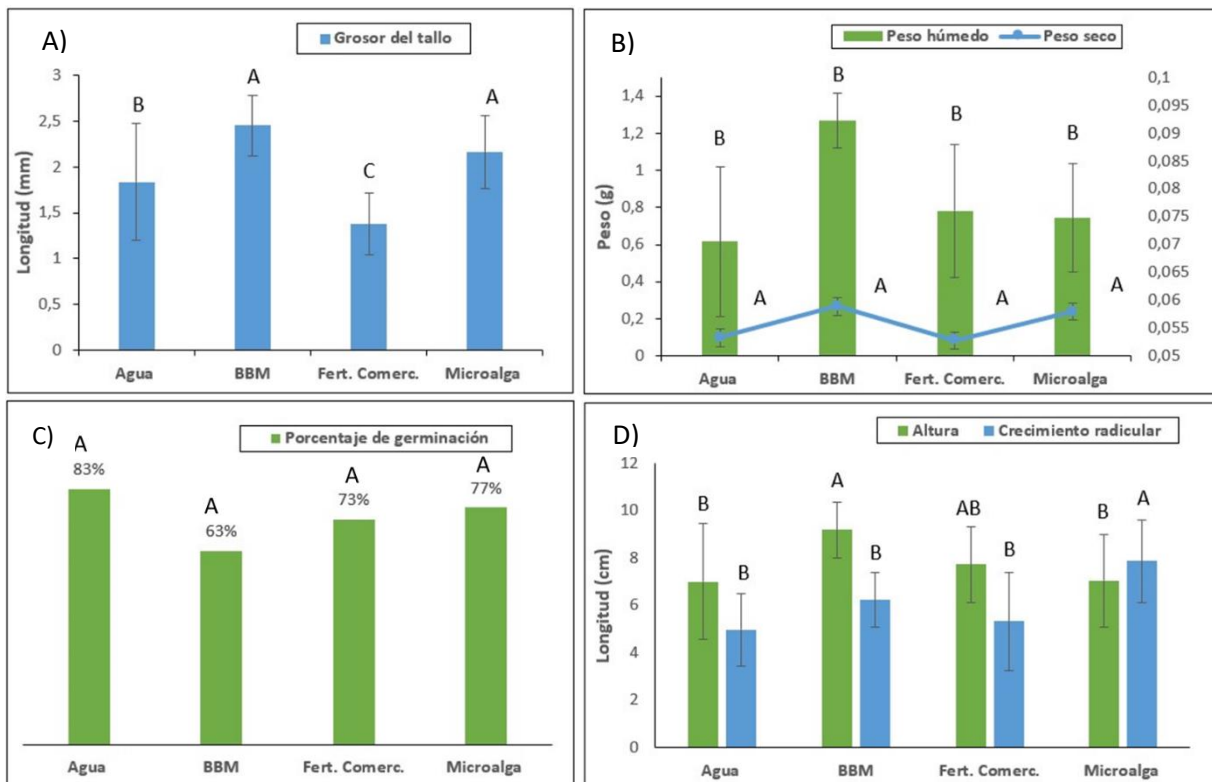 A)
Grosor del tallo
Longitud (mm)
3
2,5
2
1,5
1
0,5
0
B
A
C
A
Agua BBM Fert. Comerc. Microalga
B)
Peso húmedo Peso seco
Peso (g)
1,4
1,2
1
0,8
0,6
0,4
0,2
0
B
B
B
B
A
A
A
A
0,1
0,095
0,09
0,085
0,08
0,075
0,07
0,065
0,06
0,055
0,05
Agua BBM Fert. Comerc. Microalga
C)
Porcentaje de germinación
A
83%
A
63%
A
73%
A
77%
Agua BBM Fert. Comerc. Microalga
D)
Altura Crecimiento radicular
Longitud (cm)
12
10
8
6
4
2
0
B
B
A
B
AB
B
B
A
Agua BBM Fert. Comerc. Microalga